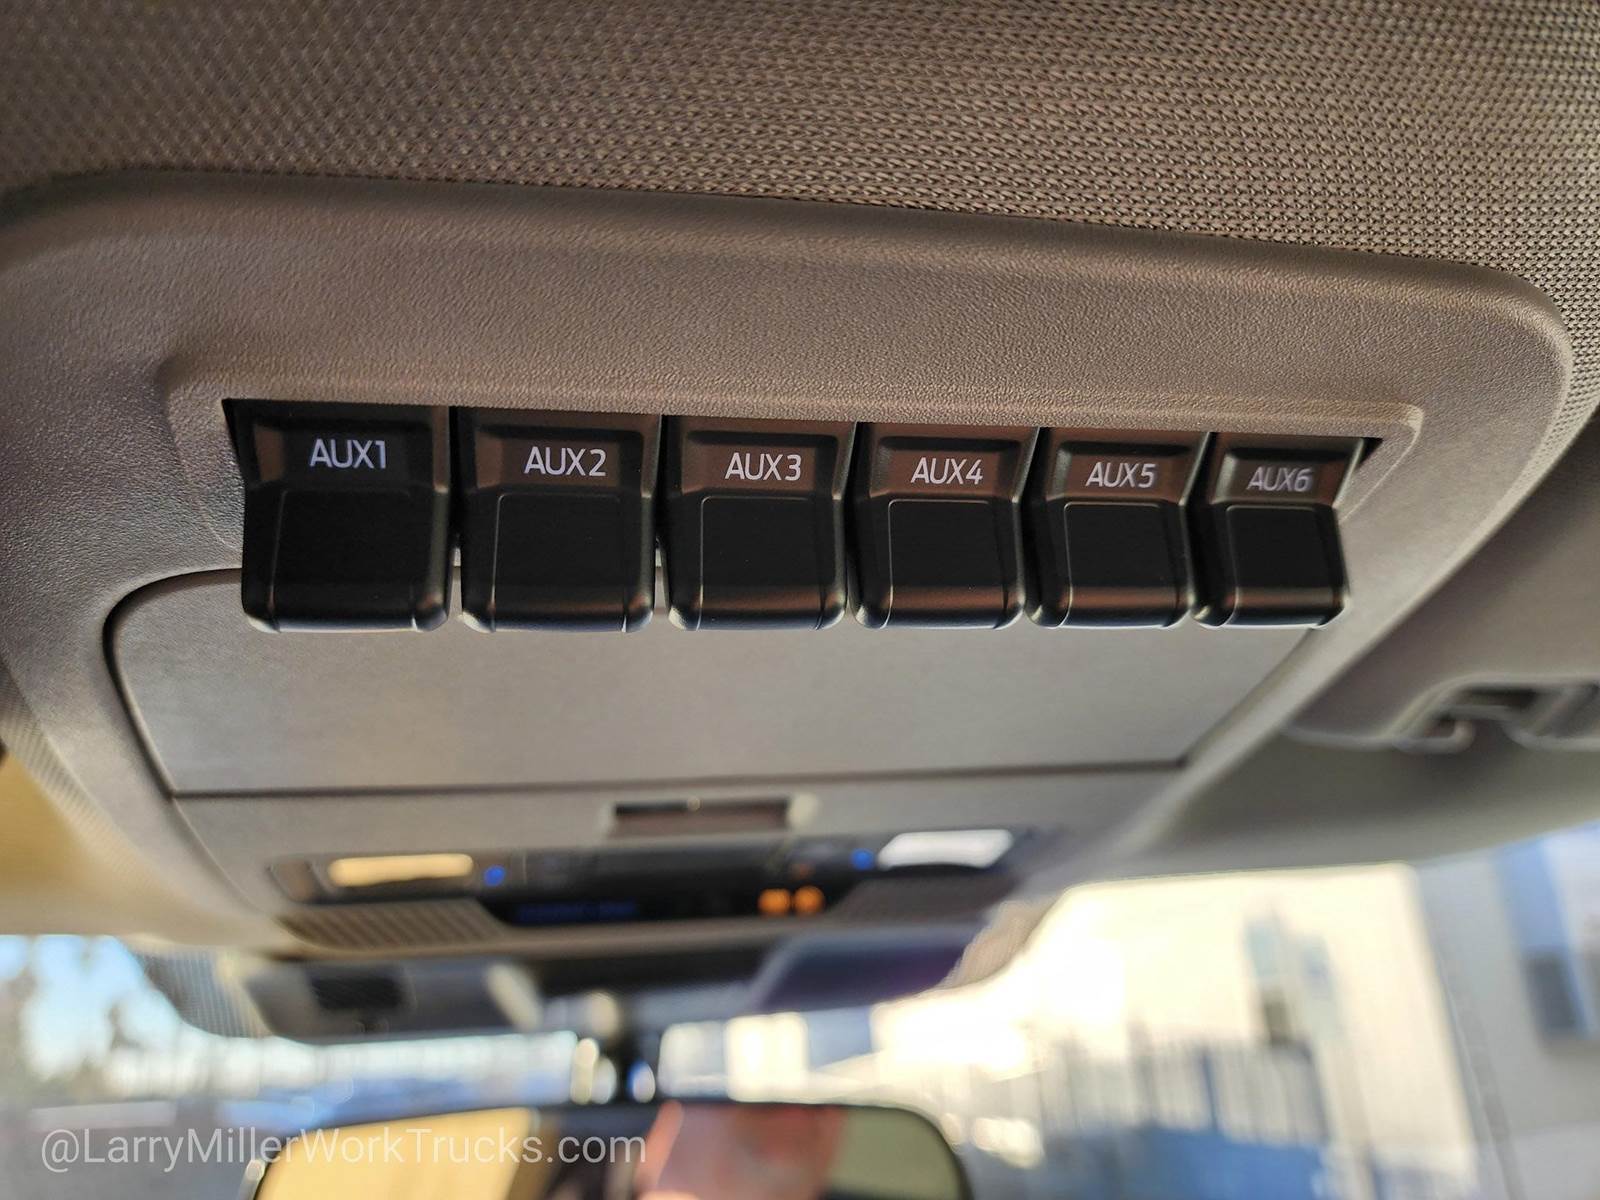 AUX1 AUX2 AUX3 AUX4 AUX5 AUX6
@LarryMillerWorkTrucks.com